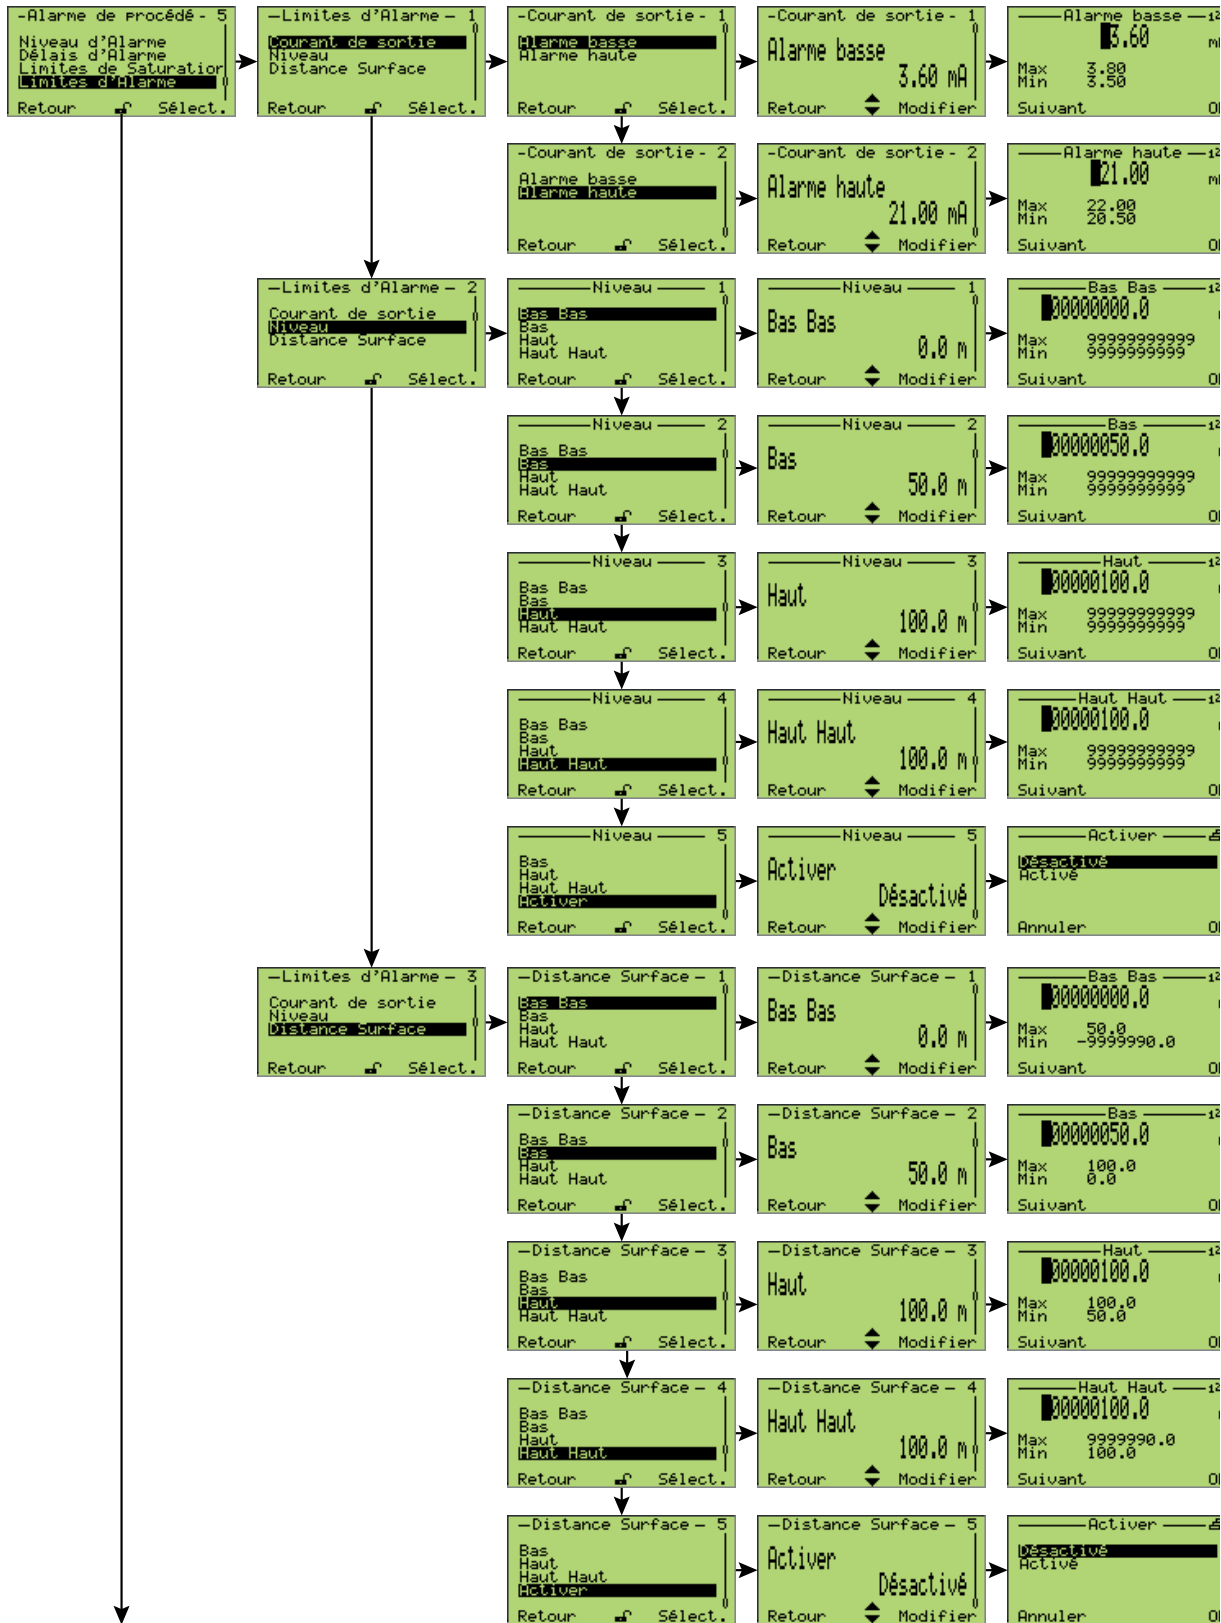 -Alarme de procédé- 5
Niveau d'Alarme
Délais d'Alarme
Limites de Saturation
Limites d'Alarme
Retour Sélect.
-Limites d'Alarme- 1
Courant de sortie
Niveau
Distance Surface
Retour Sélect.
-Courant de sortie- 1
Alarme basse
Alarme haute
Retour Sélect.
-Courant de sortie- 1
Alarme basse
3.60 mA
Retour Modifier
Alarme basse
3.60
Max 3.80
Min 3.50
Suivant
-Courant de sortie- 2
Alarme basse
Alarme haute
Retour Sélect.
-Courant de sortie- 2
Alarme haute
21.00 mA
Retour Modifier
Alarme haute
21.00
Max 22.00
Min 20.50
Suivant
-Limites d'Alarme- 2
Courant de sortie
Niveau
Distance Surface
Retour Sélect.
Niveau 1
Bas Bas
Bas
Haut
Haut Haut
Retour Sélect.
Niveau 1
Bas Bas
0.0 m
Retour Modifier
Bas Bas
00000000.0
Max 99999999999
Min 9999999999
Suivant
Niveau 2
Bas Bas
Bas
Haut
Haut Haut
Retour Sélect.
Niveau 2
Bas
50.0 m
Retour Modifier
Bas
00000050.0
Max 99999999999
Min 9999999999
Suivant
Niveau 3
Bas Bas
Bas
Haut
Haut Haut
Retour Sélect.
Niveau 3
Haut
100.0 m
Retour Modifier
Haut
00000100.0
Max 99999999999
Min 9999999999
Suivant
Niveau 4
Bas Bas
Bas
Haut
Haut Haut
Retour Sélect.
Niveau 4
Haut Haut
100.0 m
Retour Modifier
Haut Haut
00000100.0
Max 99999999999
Min 9999999999
Suivant
Niveau 5
Bas
Haut
Haut Haut
Activer
Retour Sélect.
Niveau 5
Activer
Désactivé
Retour Modifier
Activer
Désactivé
Activé
Annuler
-Limites d'Alarme- 3
Courant de sortie
Niveau
Distance Surface
Retour Sélect.
-Distance Surface- 1
Bas Bas
Bas
Haut
Haut Haut
Retour Sélect.
-Distance Surface- 1
Bas Bas
0.0 m
Retour Modifier
Bas Bas
00000000.0
Max 50.0
Min -9999990.0
Suivant
-Distance Surface- 2
Bas Bas
Bas
Haut
Haut Haut
Retour Sélect.
-Distance Surface- 2
Bas
50.0 m
Retour Modifier
Bas
00000050.0
Max 100.0
Min 0.0
Suivant
-Distance Surface- 3
Bas Bas
Bas
Haut
Haut Haut
Retour Sélect.
-Distance Surface- 3
Haut
100.0 m
Retour Modifier
Haut
00000100.0
Max 100.0
Min 50.0
Suivant
-Distance Surface- 4
Bas Bas
Bas
Haut
Haut Haut
Retour Sélect.
-Distance Surface- 4
Haut Haut
100.0 m
Retour Modifier
Haut Haut
00000100.0
Max 9999990.0
Min 100.0
Suivant
-Distance Surface- 5
Bas
Haut
Haut Haut
Activer
Retour Sélect.
-Distance Surface- 5
Activer
Désactivé
Retour Modifier
Activer
Désactivé
Activé
Annuler